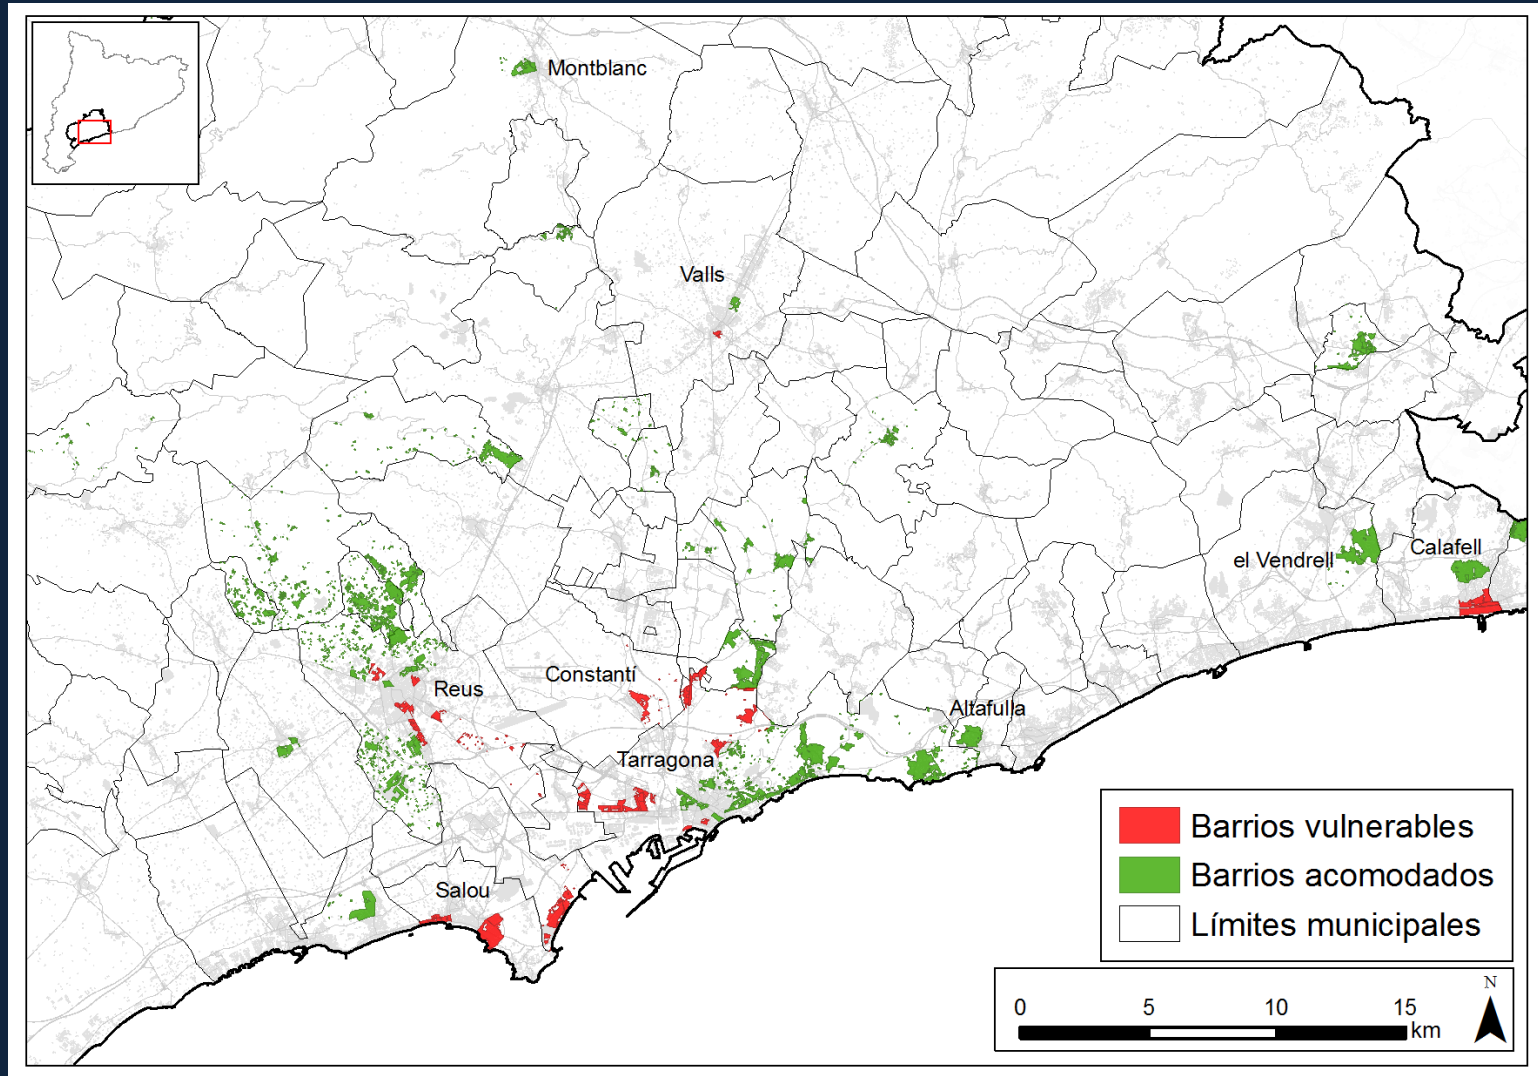 Montblanc
Valls
el Vendrell
Calafell
Constantí
Reus
Altafulla
Tarragona
Salou
Barrios vulnerables
Barrios acomodados
Límites municipales
N
0 5 10 15
km